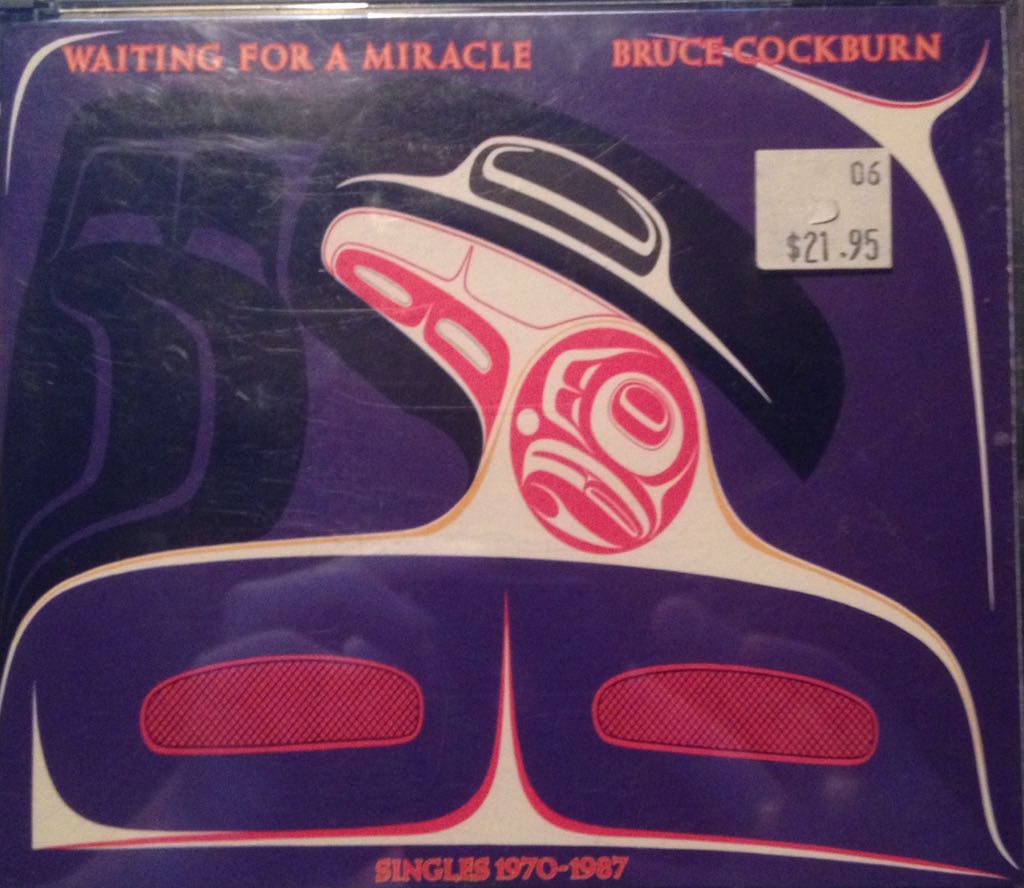 WAITING FOR A MIRACLE BRUCE COCKBURN
06
$21.95
SINGLES 1970-1987